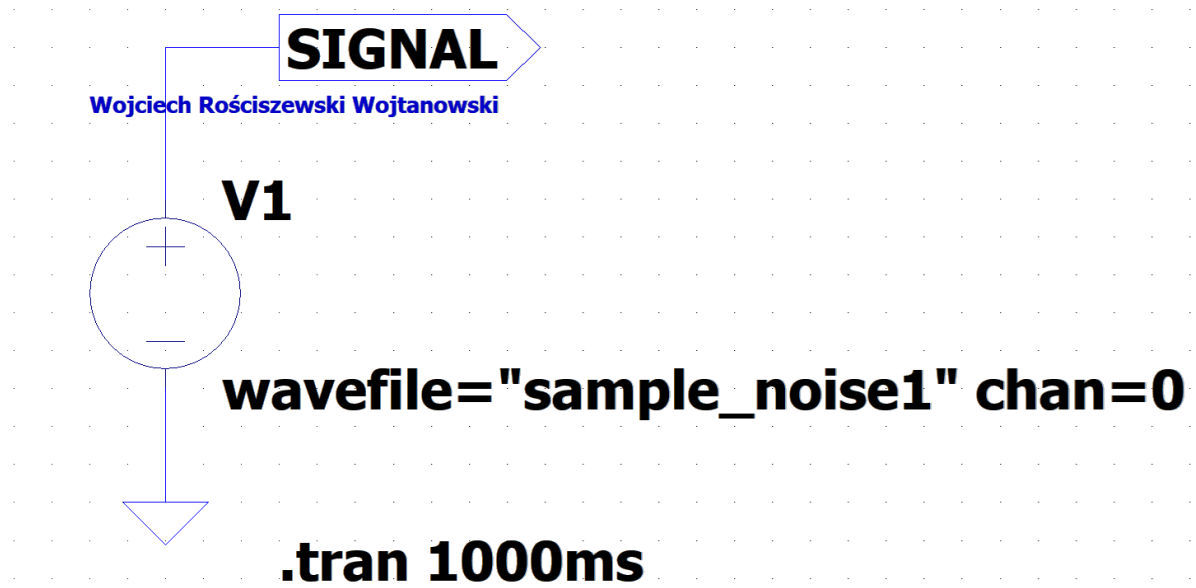 SIGNAL
Wojciech Rościszewski Wojtanowski
V1
wavefile="sample_noise1" chan=0
.tran 1000ms